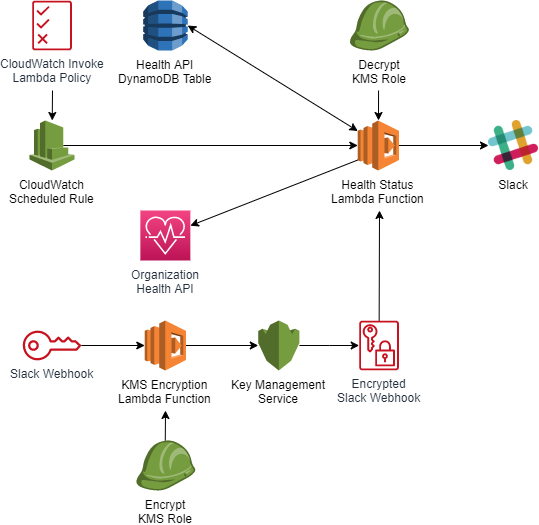 CloudWatch Invoke
Lambda Policy
Health API
DynamoDB Table
Decrypt
KMS Role
CloudWatch
Scheduled Rule
Health Status
Lambda Function
Slack
Organization
Health API
Slack Webhook
KMS Encryption
Lambda Function
Key Management
Service
Encrypted
Slack Webhook
Encrypt
KMS Role